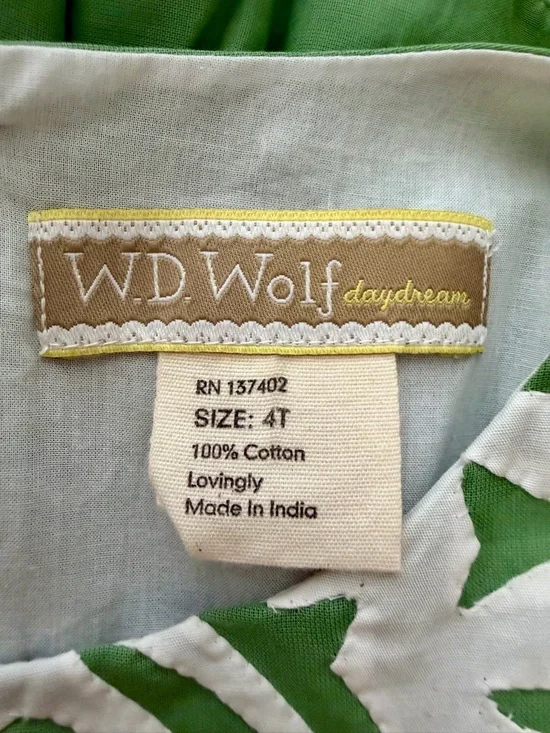 W.D. Wolf daydream
RN 137402
SIZE: 4T
100% Cotton
Lovingly
Made In India